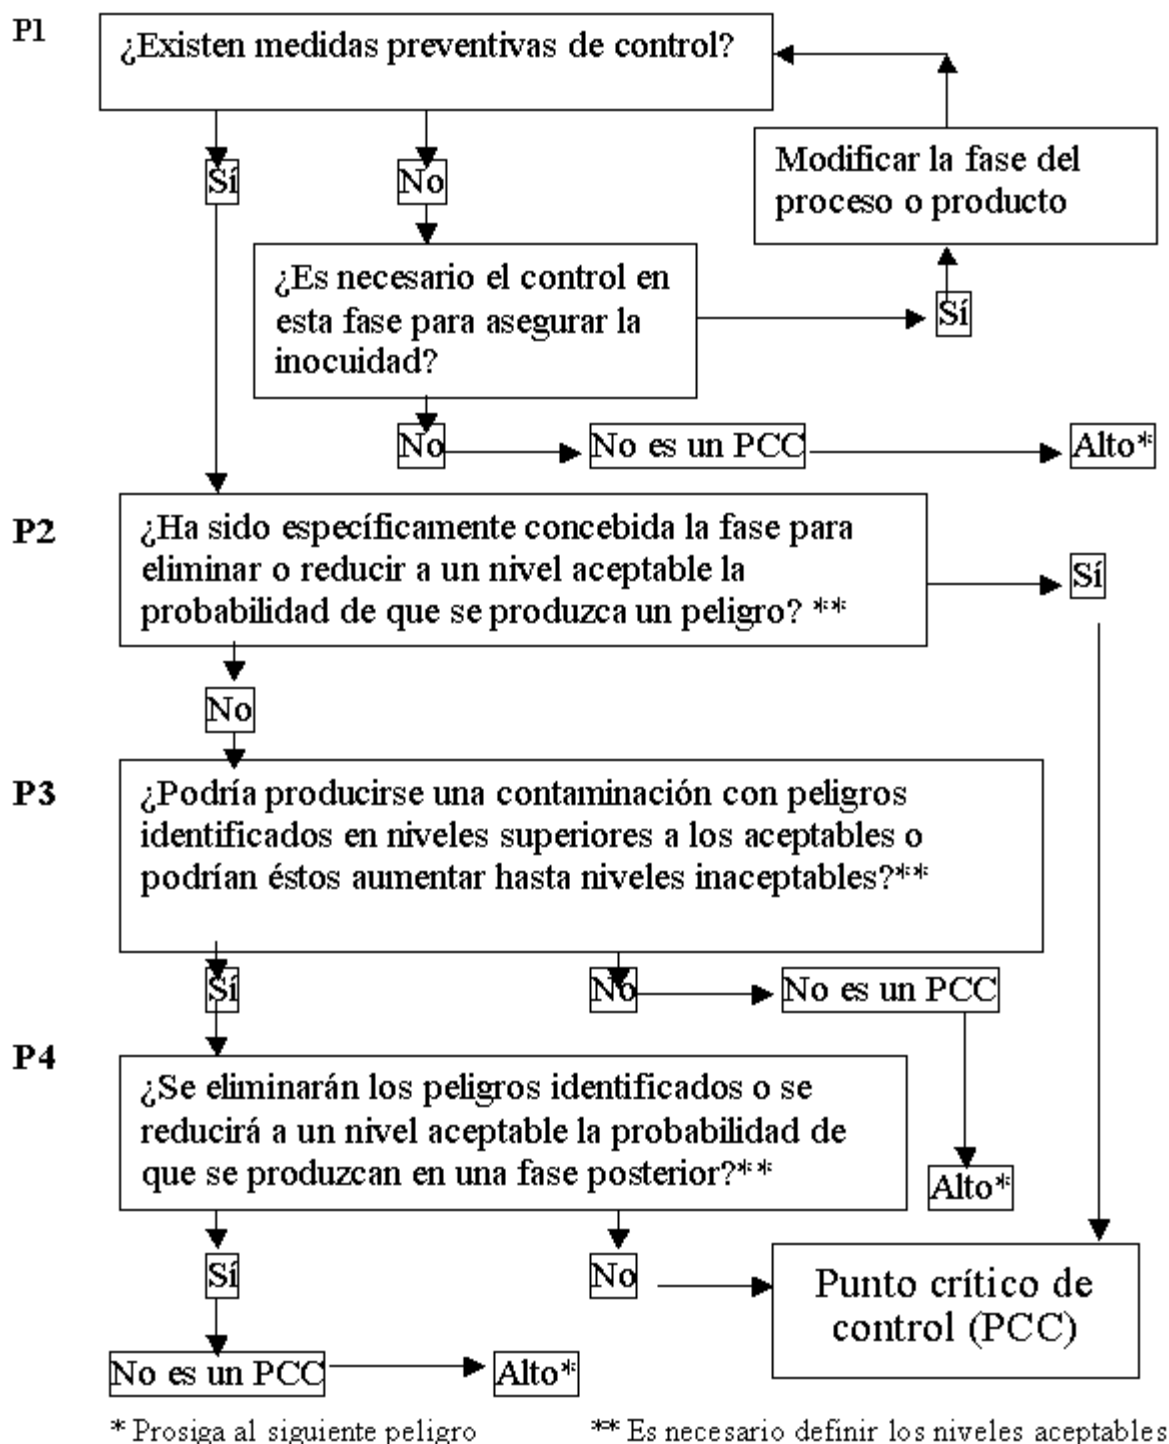 P1
¿Existen medidas preventivas de control?
Modificar la fase del
proceso o producto
Sí
No
¿Es necesario el control en
esta fase para asegurar la
inocuidad?
Sí
No
No es un PCC
Alto*
P2
¿Ha sido específicamente concebida la fase para
eliminar o reducir a un nivel aceptable la
probabilidad de que se produzca un peligro? **
Sí
No
P3
¿Podría producirse una contaminación con peligros
identificados en niveles superiores a los aceptables o
podrían éstos aumentar hasta niveles inaceptables?**
Sí
No
No es un PCC
P4
¿Se eliminarán los peligros identificados o se
reducirá a un nivel aceptable la probabilidad de
que se produzcan en una fase posterior?**
Alto*
Sí
No
Punto crítico de
control (PCC)
No es un PCC
Alto*
* Prosiga al siguiente peligro
** Es necesario definir los niveles aceptables